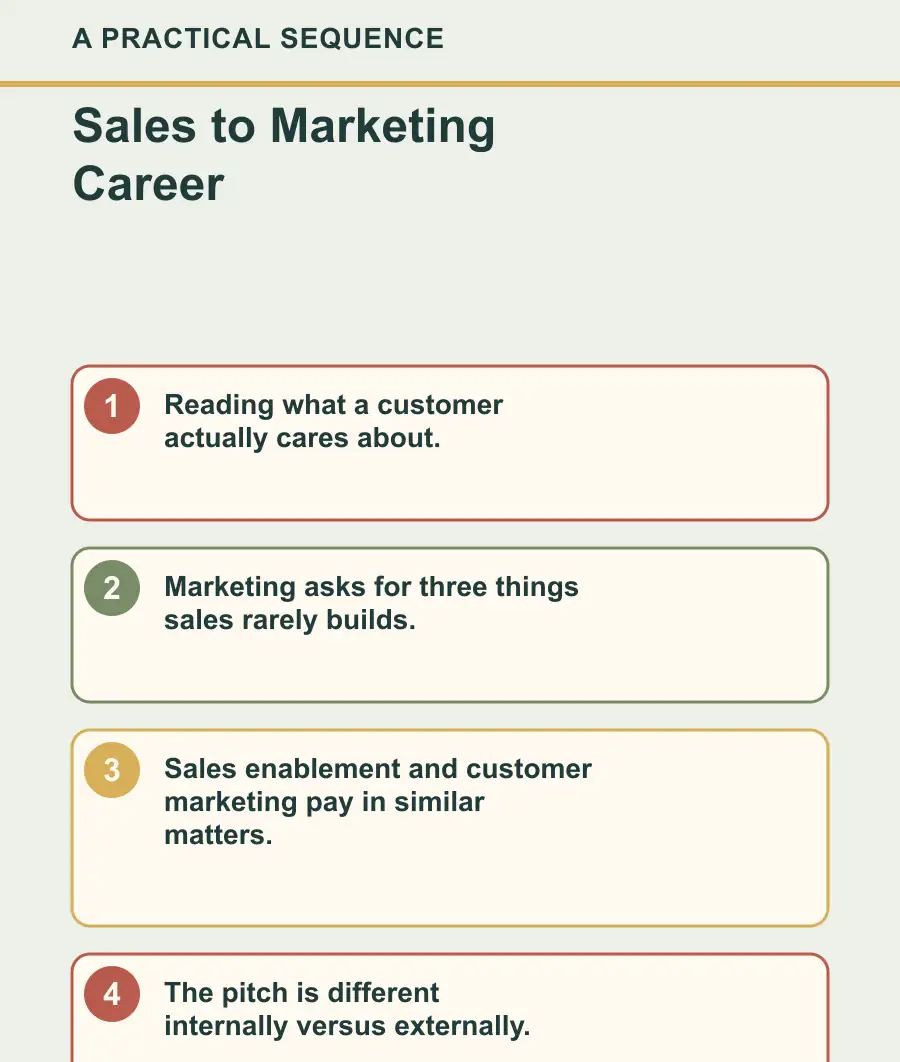 A PRACTICAL SEQUENCE
Sales to Marketing
Career
1
Reading what a customer
actually cares about.
2
Marketing asks for three things
sales rarely builds.
3
Sales enablement and customer
marketing pay in similar
matters.
4
The pitch is different
internally versus externally.